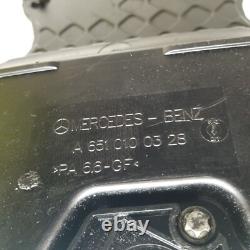 MERCEDES - BENZ
A 651 010 03 28
>PA 6.6-GF<